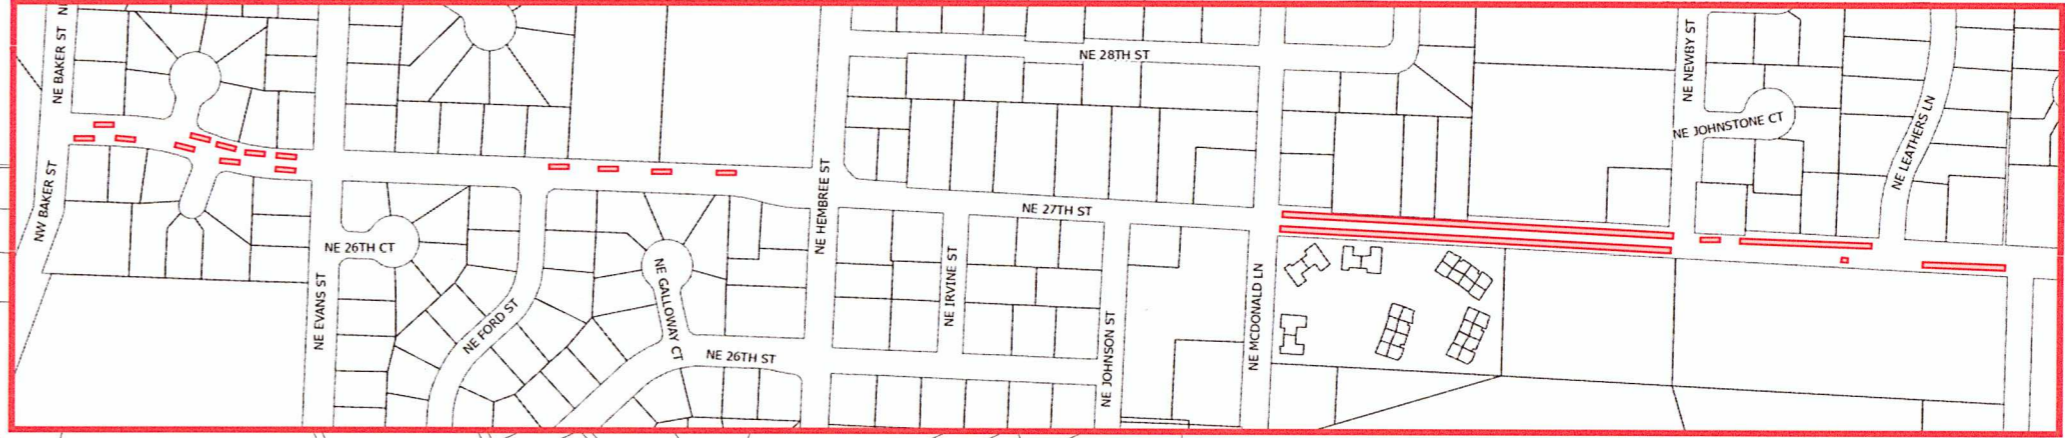 NE BAKER ST
NE NEWBY ST
NE 28TH ST
NE JOHNSTONE CT
NE LEATHERS LN
NW BAKER ST
NE HEMBREE ST
NE 27TH ST
NE 26TH CT
NE EVANS ST
NE GALLOWAY CT
NE IRVINE ST
NE FORD ST
NE MCDONALD LN
NE 26TH ST
NE JOHNSON ST